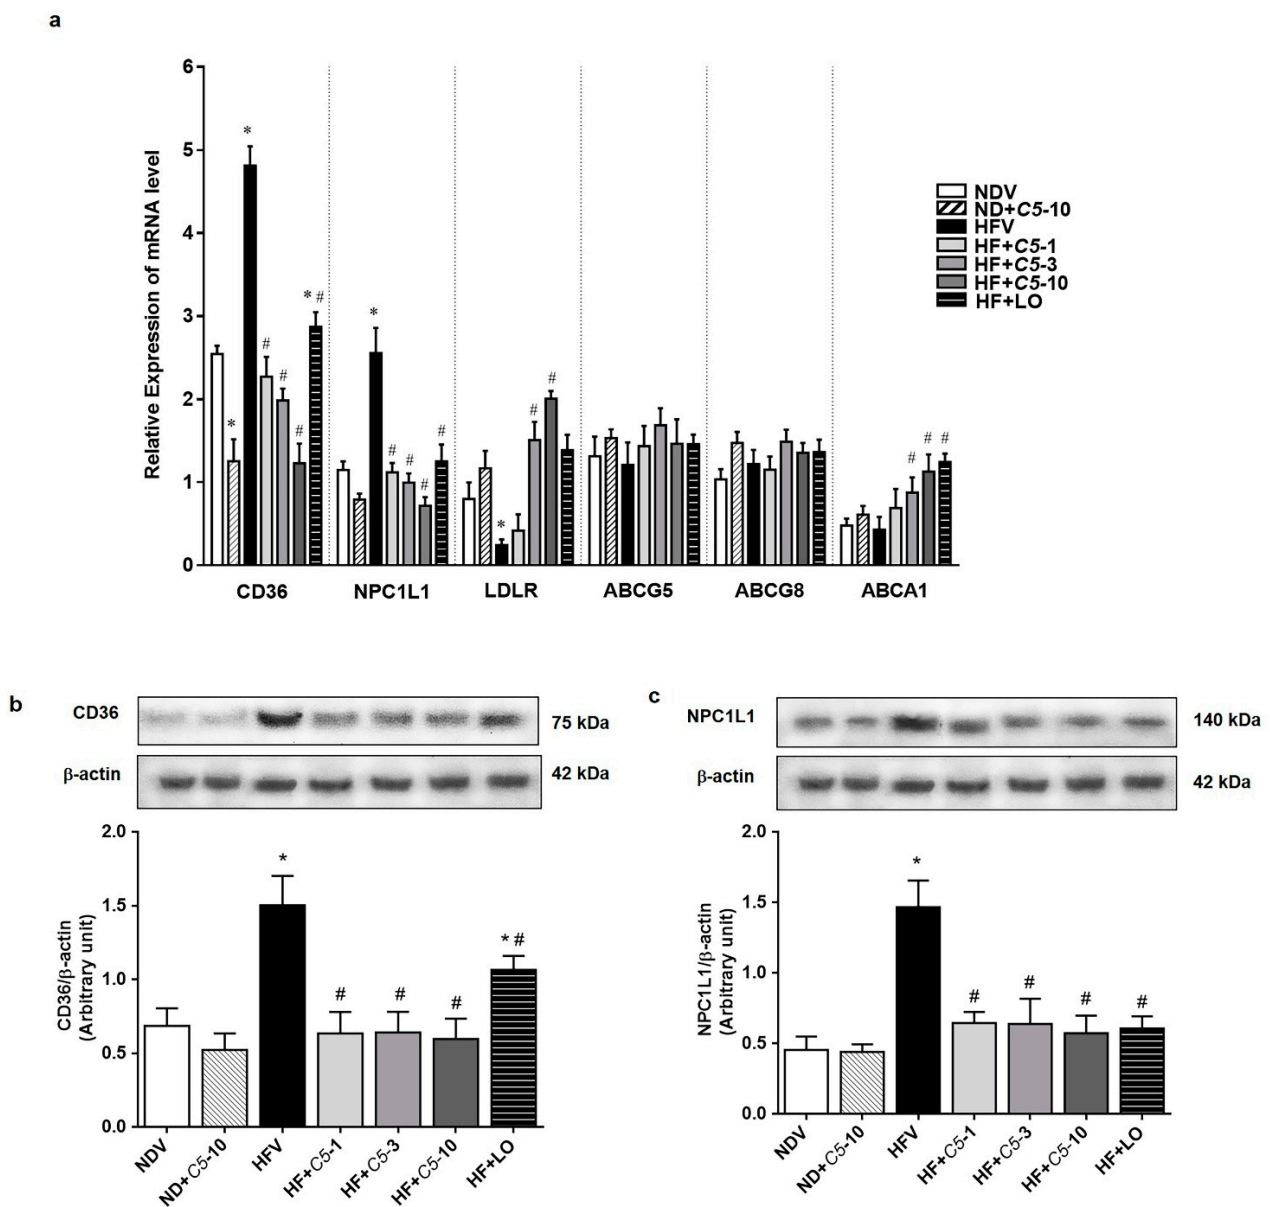 a
6
5
4
3
2
1
0
Relative Expression of mRNA level
*
*
#
#
#
* #
*
#
#
#
#
*
#
#
#
#
#
CD36 NPC1L1 LDLR ABCG5 ABCG8 ABCA1
NDV
ND+C5-10
HFV
HF+C5-1
HF+C5-3
HF+C5-10
HF+LO
b
CD36
75 kDa
β-actin
42 kDa
2.0
1.5
1.0
0.5
0.0
CD36/β-actin
(Arbitrary unit)
*
#
#
#
* #
NDV
ND+C5-10
HFV
HF+C5-1
HF+C5-3
HF+C5-10
HF+LO
c
NPC1L1
140 kDa
β-actin
42 kDa
2.0
1.5
1.0
0.5
0.0
NPC1L1/β-actin
(Arbitrary unit)
*
#
#
#
#
NDV
ND+C5-10
HFV
HF+C5-1
HF+C5-3
HF+C5-10
HF+LO